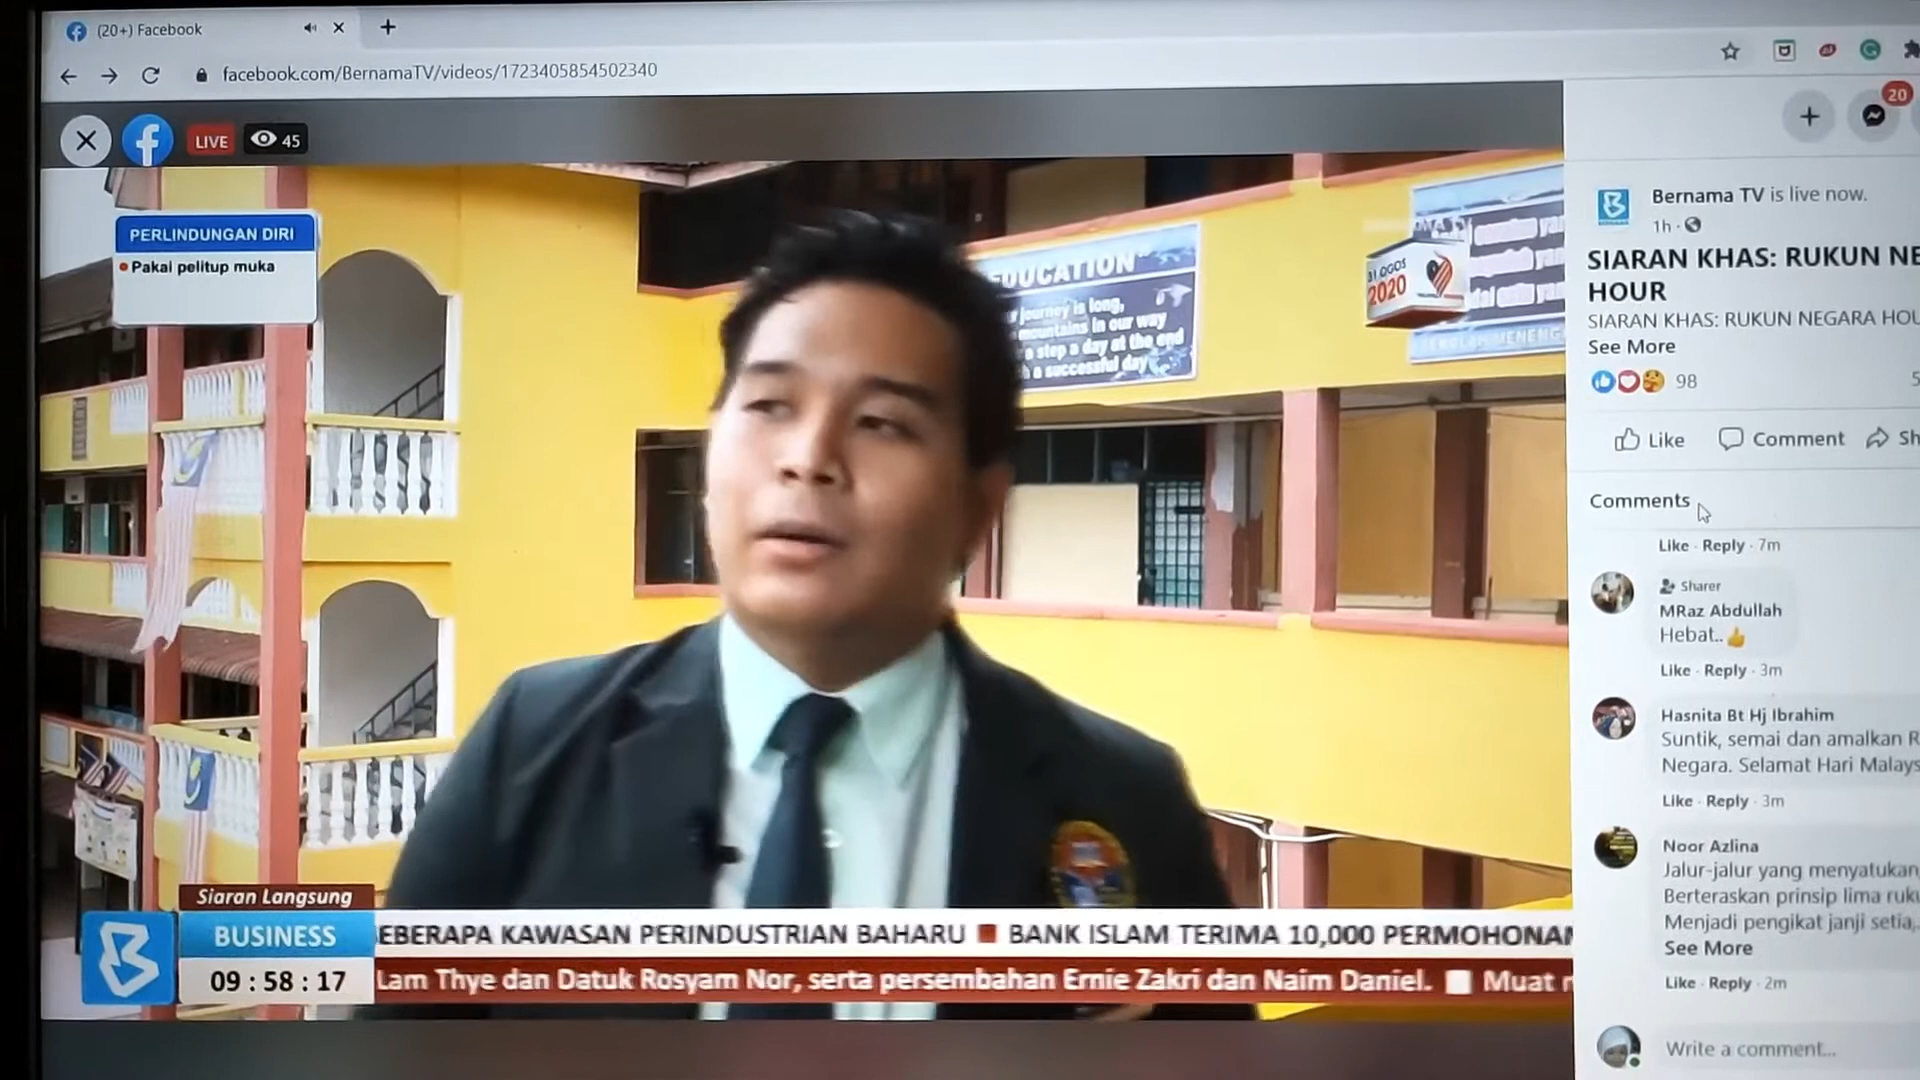 (20+) Facebook
facebook.com/BernamaTV/videos/1723405854502340
LIVE
45
20
PERLINDUNGAN DIRI
Pakai pelitup muka
EDUCATION"
journey is long,
mountains in our way
a step a day at the end
a successful day
31 OGOS
2020
Bernama TV is live now.
1h
SIARAN KHAS: RUKUN NE
HOUR
SIARAN KHAS: RUKUN NEGARA HOU
See More
98
5
Like
Comment
Sh
Comments
Like · Reply · 7m
Sharer
MRaz Abdullah
Hebat..
Like · Reply · 3m
Hasnita Bt Hj Ibrahim
Suntik, semai dan amalkan R
Negara. Selamat Hari Malays
Like · Reply · 3m
Noor Azlina
Jalur-jalur yang menyatukan,
Berteraskan prinsip lima ruku
Menjadi pengikat janji setia,
See More
Like · Reply · 2m
Write a comment...
Siaran Langsung
BUSINESS
EBERAPA KAWASAN PERINDUSTRIAN BAHARU ■ BANK ISLAM TERIMA 10,000 PERMOHONAN
09 : 58 : 17
Lam Thye dan Datuk Rosyam Nor, serta persembahan Ernie Zakri dan Naim Daniel. ■ Muat